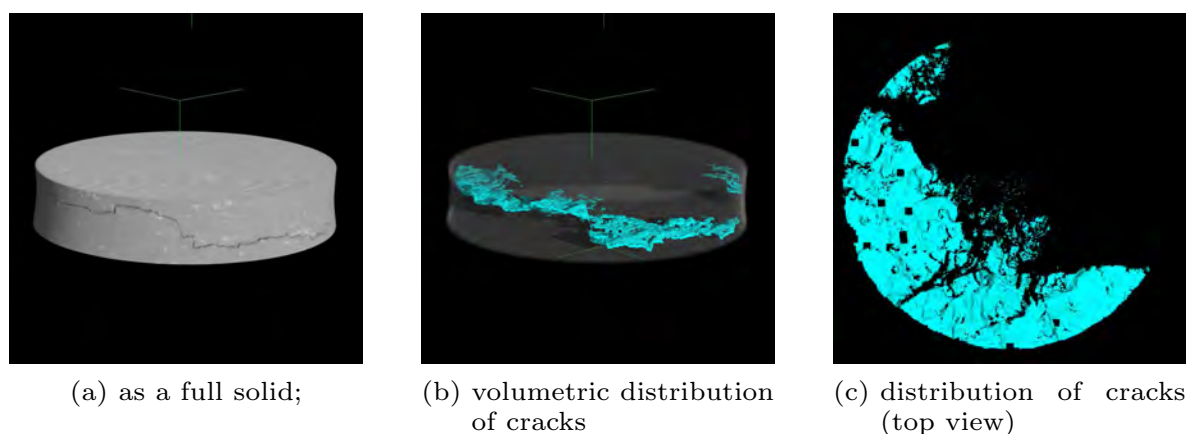 (a) as a full solid;
(b) volumetric distribution
of cracks
(c) distribution of cracks
(top view)